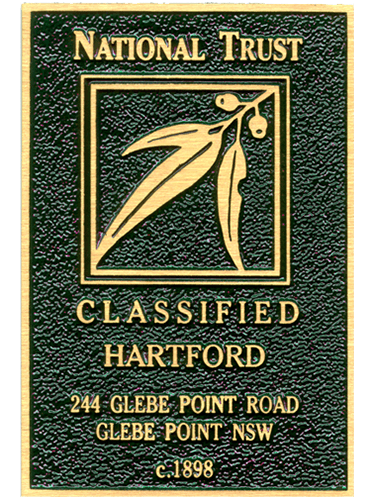 NATIONAL TRUST
CLASSIFIED
HARTFORD
244 GLEBE POINT ROAD
GLEBE POINT NSW
c.1898